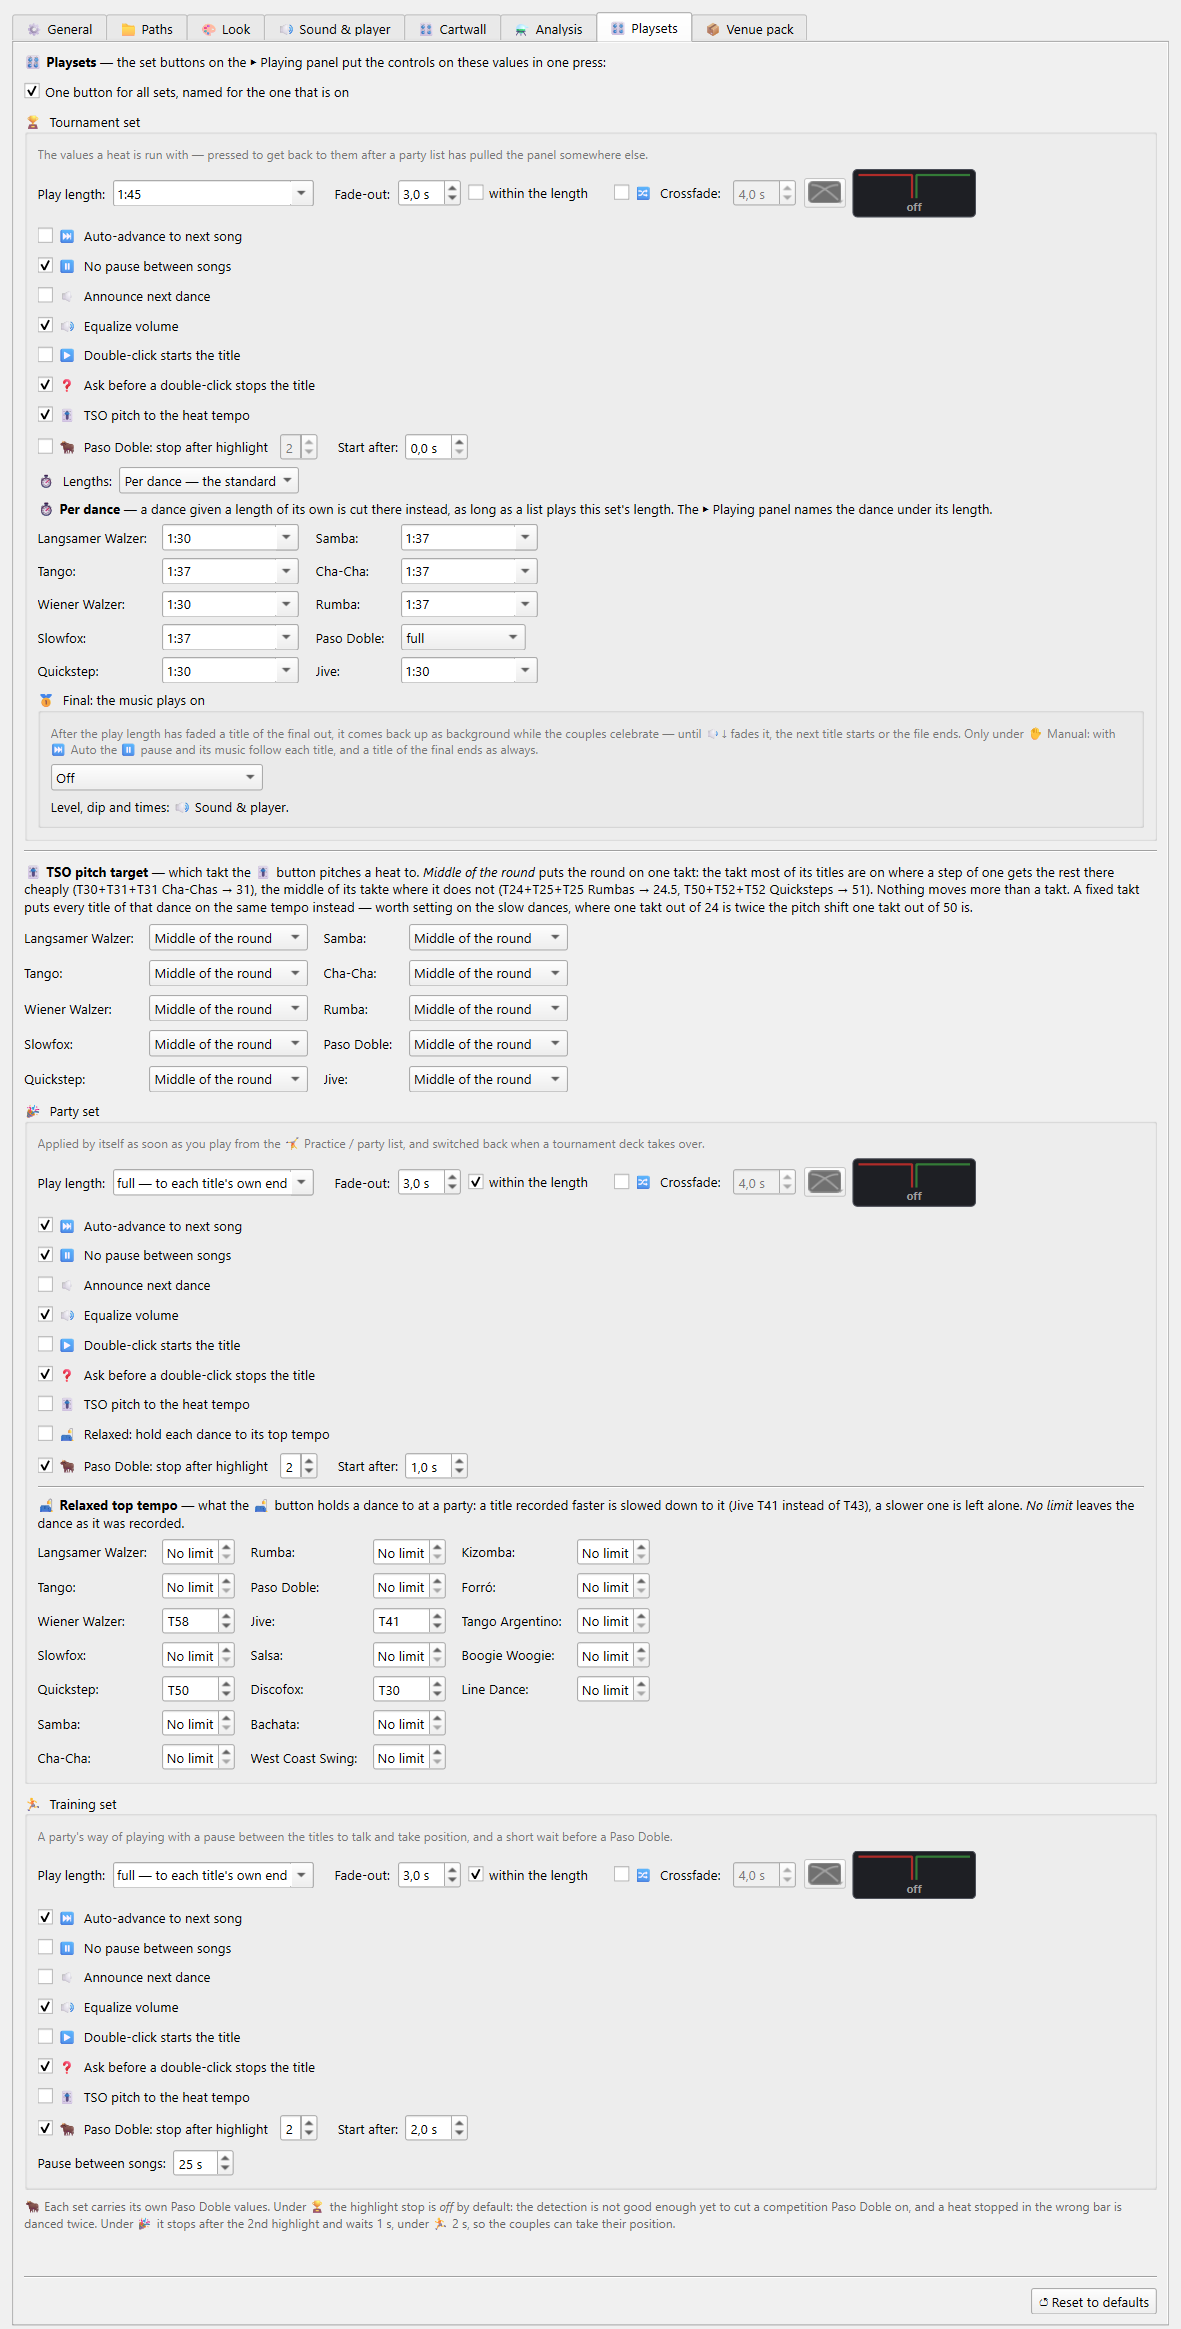 General
Paths
Look
Sound & player
Cartwall
Analysis
Playsets
Venue pack
Playsets — the set buttons on the ▶ Playing panel put the controls on these values in one press:
One button for all sets, named for the one that is on
Tournament set
The values a heat is run with — pressed to get back to them after a party list has pulled the panel somewhere else.
Play length: 1:45 Fade-out: 3,0 s within the length Crossfade: 4,0 s off
Auto-advance to next song
No pause between songs
Announce next dance
Equalize volume
Double-click starts the title
Ask before a double-click stops the title
TSO pitch to the heat tempo
Paso Doble: stop after highlight 2 Start after: 0,0 s
Lengths: Per dance — the standard
Per dance — a dance given a length of its own is cut there instead, as long as a list plays this set's length. The ▶ Playing panel names the dance under its length.
Langsamer Walzer: 1:30 Samba: 1:37
Tango: 1:37 Cha-Cha: 1:37
Wiener Walzer: 1:30 Rumba: 1:37
Slowfox: 1:37 Paso Doble: full
Quickstep: 1:30 Jive: 1:30
Final: the music plays on
After the play length has faded a title of the final out, it comes back up as background while the couples celebrate — until ↓ fades it, the next title starts or the file ends. Only under Manual: with
Auto the pause and its music follow each title, and a title of the final ends as always.
Off
Level, dip and times: Sound & player.
TSO pitch target — which takt the button pitches a heat to. Middle of the round puts the round on one takt: the takt most of its titles are on where a step of one gets the rest there
cheaply (T30+T31+T31 Cha-Chas → 31), the middle of its takte where it does not (T24+T25+T25 Rumbas → 24.5, T50+T52+T52 Quicksteps → 51). Nothing moves more than a takt. A fixed takt
puts every title of that dance on the same tempo instead — worth setting on the slow dances, where one takt out of 24 is twice the pitch shift one takt out of 50 is.
Langsamer Walzer: Middle of the round Samba: Middle of the round
Tango: Middle of the round Cha-Cha: Middle of the round
Wiener Walzer: Middle of the round Rumba: Middle of the round
Slowfox: Middle of the round Paso Doble: Middle of the round
Quickstep: Middle of the round Jive: Middle of the round
Party set
Applied by itself as soon as you play from the Practice / party list, and switched back when a tournament deck takes over.
Play length: full — to each title's own end Fade-out: 3,0 s within the length Crossfade: 4,0 s off
Auto-advance to next song
No pause between songs
Announce next dance
Equalize volume
Double-click starts the title
Ask before a double-click stops the title
TSO pitch to the heat tempo
Relaxed: hold each dance to its top tempo
Paso Doble: stop after highlight 2 Start after: 1,0 s
Relaxed top tempo — what the button holds a dance to at a party: a title recorded faster is slowed down to it (Jive T41 instead of T43), a slower one is left alone. No limit leaves the
dance as it was recorded.
Langsamer Walzer: No limit Rumba: No limit Kizomba: No limit
Tango: No limit Paso Doble: No limit Forró: No limit
Wiener Walzer: T58 Jive: T41 Tango Argentino: No limit
Slowfox: No limit Salsa: No limit Boogie Woogie: No limit
Quickstep: T50 Discofox: T30 Line Dance: No limit
Samba: No limit Bachata: No limit
Cha-Cha: No limit West Coast Swing: No limit
Training set
A party's way of playing with a pause between the titles to talk and take position, and a short wait before a Paso Doble.
Play length: full — to each title's own end Fade-out: 3,0 s within the length Crossfade: 4,0 s off
Auto-advance to next song
No pause between songs
Announce next dance
Equalize volume
Double-click starts the title
Ask before a double-click stops the title
TSO pitch to the heat tempo
Paso Doble: stop after highlight 2 Start after: 2,0 s
Pause between songs: 25 s
Each set carries its own Paso Doble values. Under the highlight stop is off by default: the detection is not good enough yet to cut a competition Paso Doble on, and a heat stopped in the wrong bar is
danced twice. Under it stops after the 2nd highlight and waits 1 s, under 2 s, so the couples can take their position.
Reset to defaults